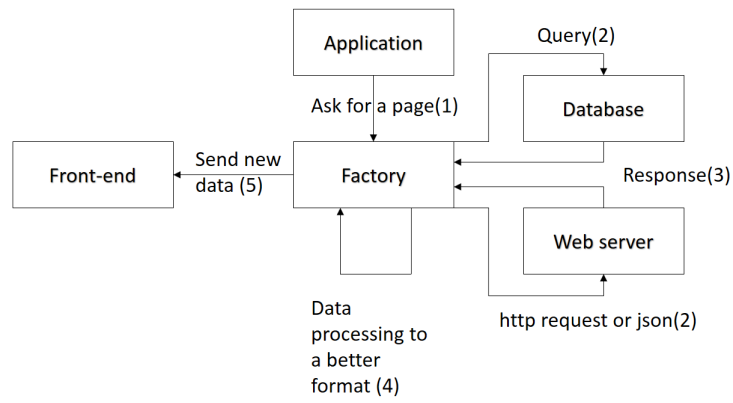 Application
Query(2)
Ask for a page(1)
Database
Front-end
Send new
data (5)
Factory
Response(3)
Web server
Data
processing to
a better
format (4)
http request or json(2)